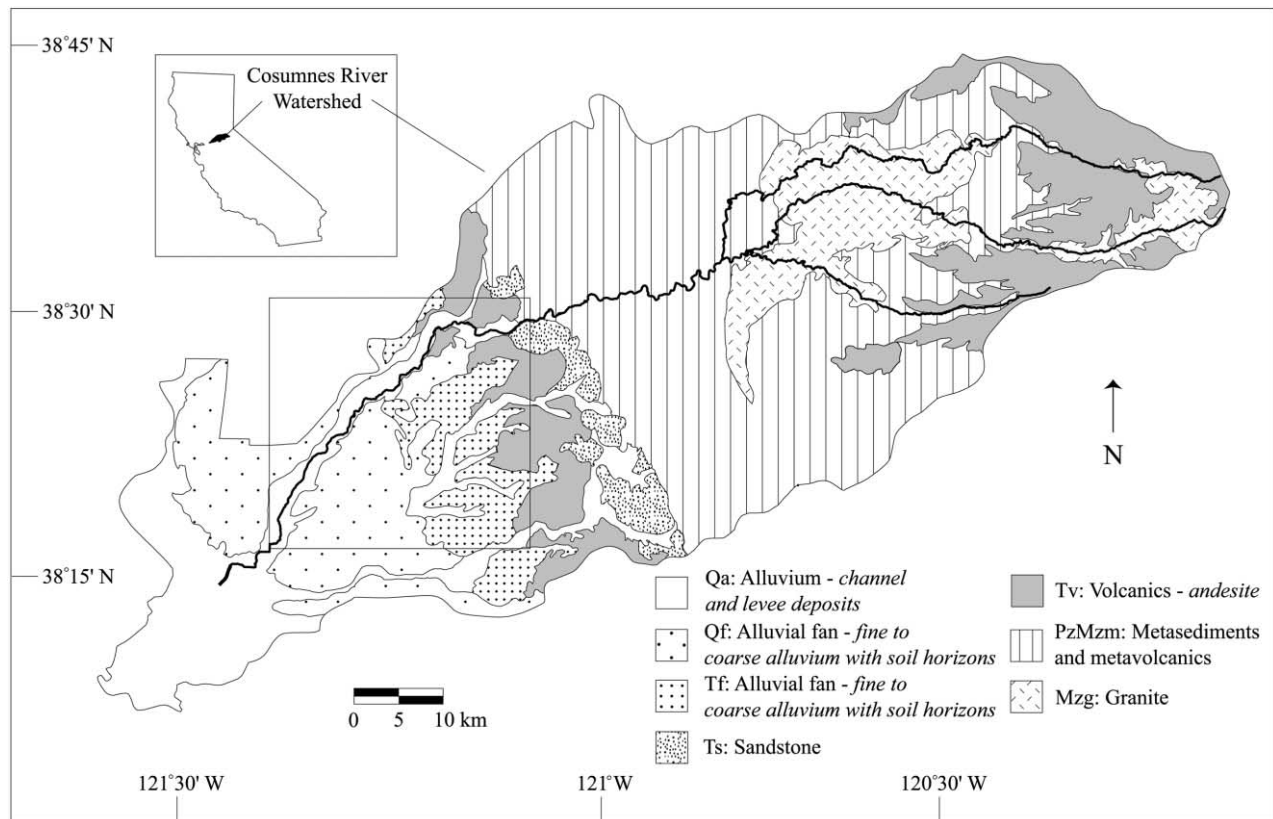 38°45' N
Cosumnes River
Watershed
38°30' N
N
38°15' N
Qa: Alluvium - channel
and levee deposits
Qf: Alluvial fan - fine to
coarse alluvium with soil horizons
Tf: Alluvial fan - fine to
coarse alluvium with soil horizons
Ts: Sandstone
Tv: Volcanics - andesite
PzMzm: Metasediments
and metavolcanics
Mzg: Granite
0 5 10 km
121°30' W
121° W
120°30' W